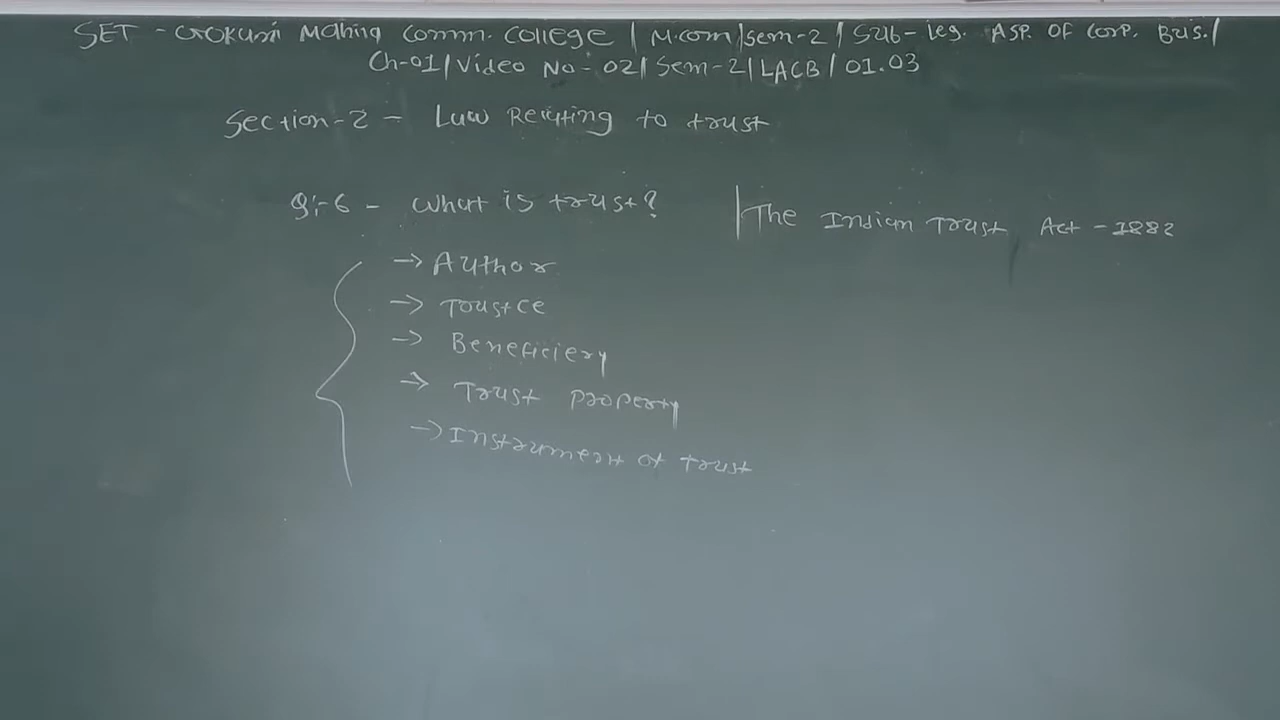 SET - Gokuri Mahira Comm. College / M.com/sem-2 / Sub- Leg. Asp. Of Corp. Bus./
Ch-01/Video No- 02/ Sem-2/LACB/ 01.03
Section-2 - Law Relating to trust
Q:-6 - What is trust? | The Indian Trust Act - 1882
→ Author
→ Trustee
→ Beneficiery
→ Trust Property
→ Instrument of trust